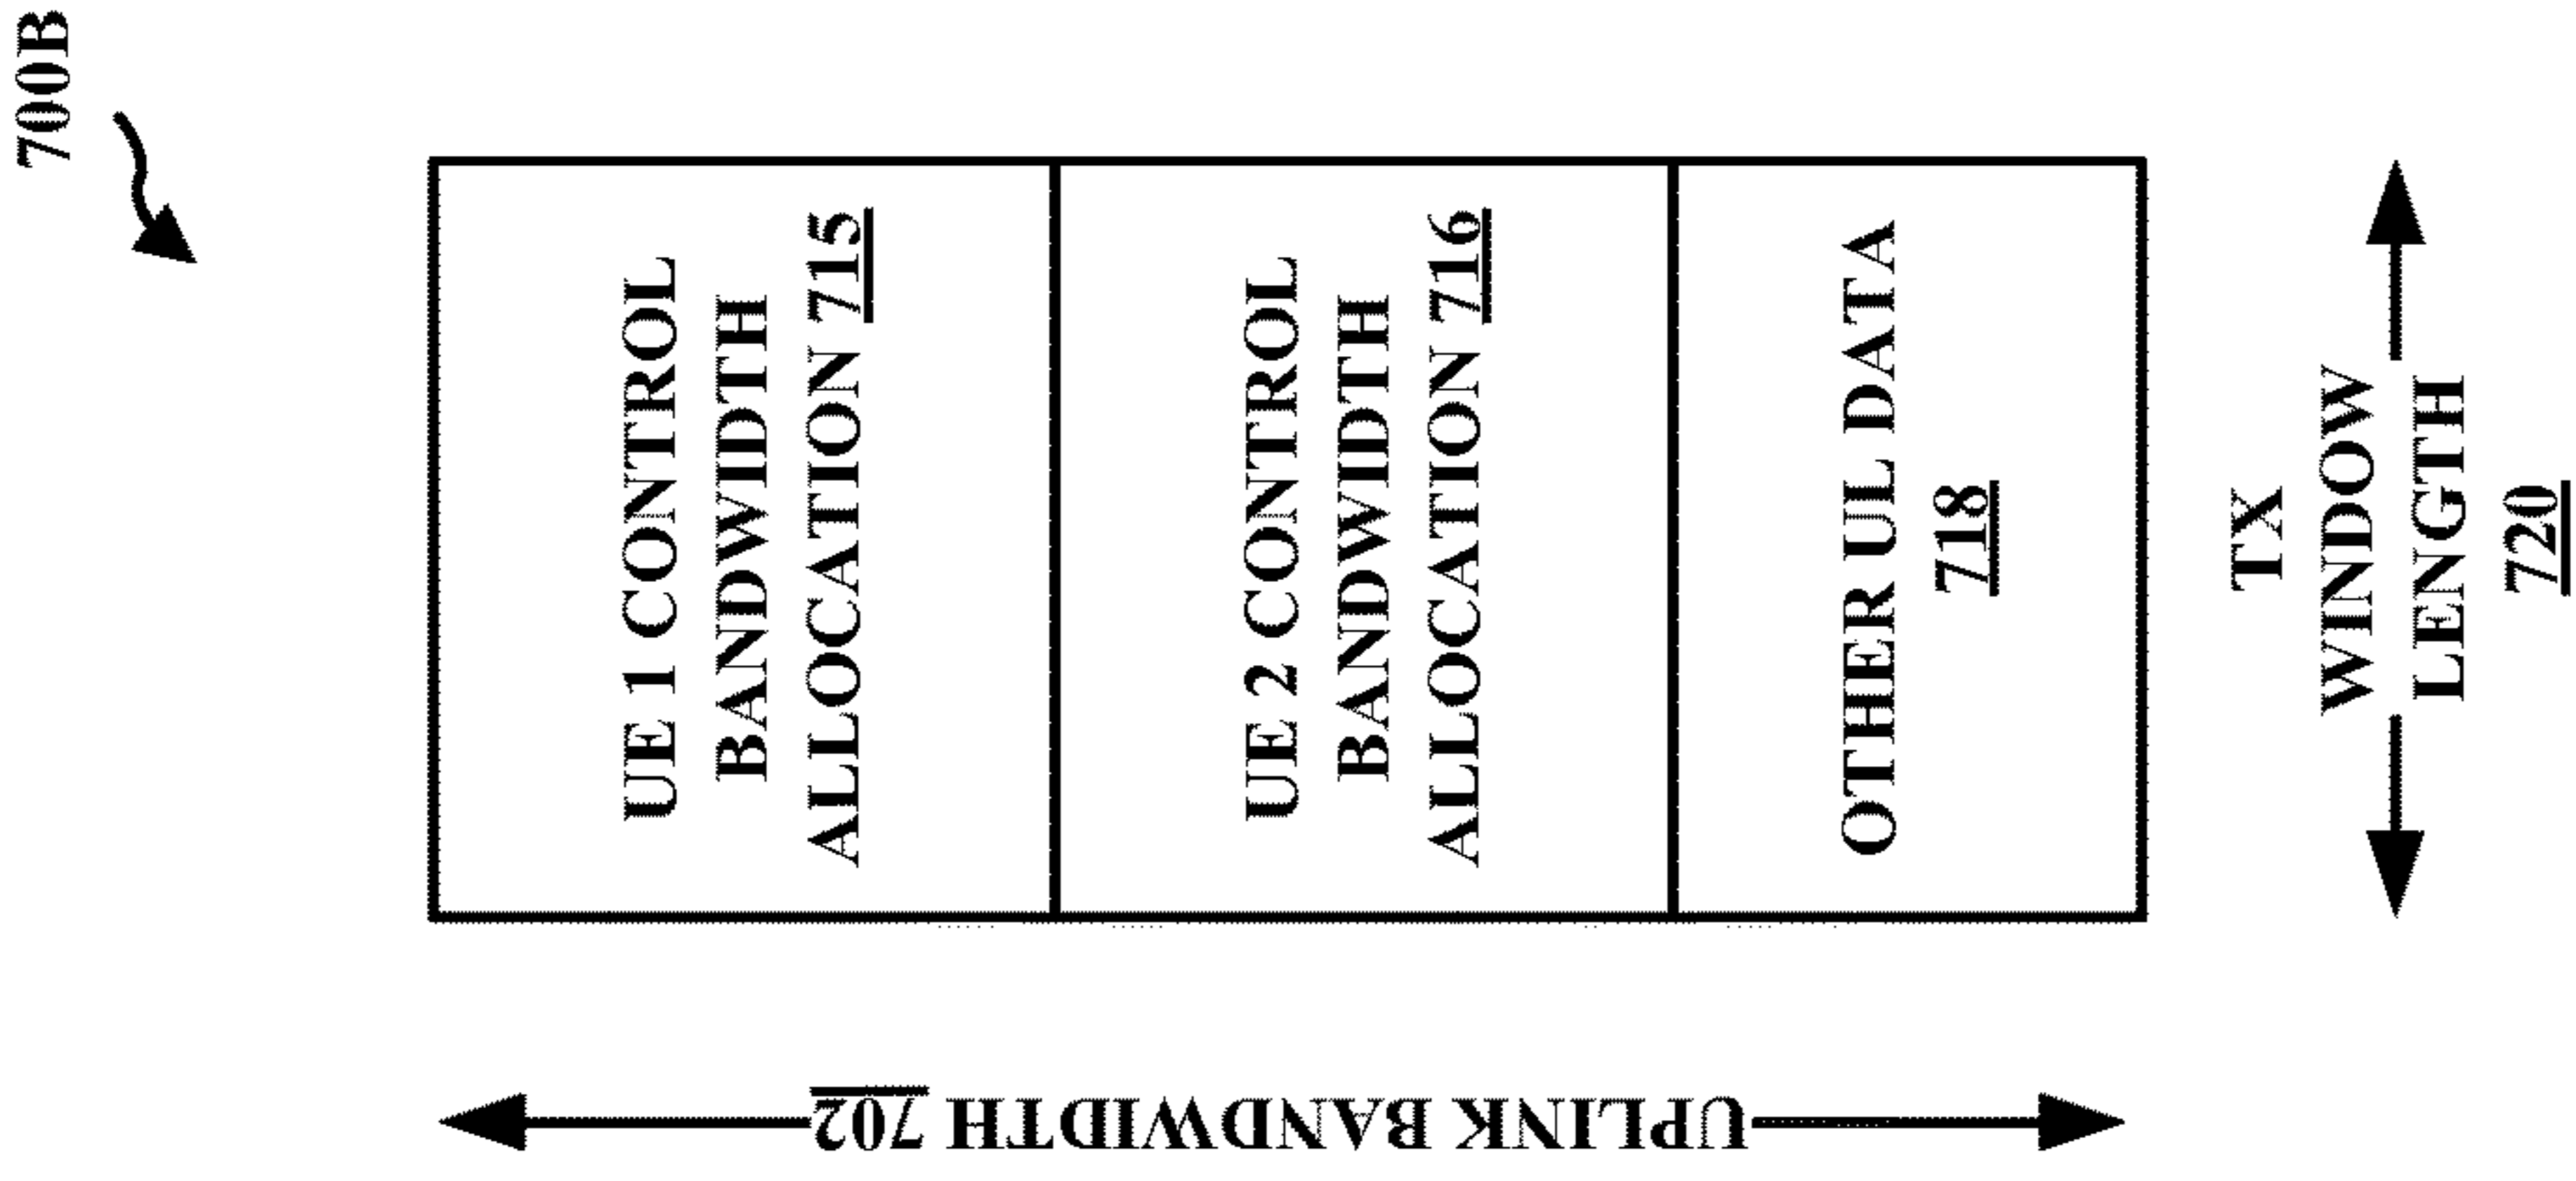 700B
UE 1 CONTROL
BANDWIDTH
ALLOCATION 715
UE 2 CONTROL
BANDWIDTH
ALLOCATION 716
OTHER UL DATA
718
UPLINK BANDWIDTH 702
TX
WINDOW
LENGTH
720